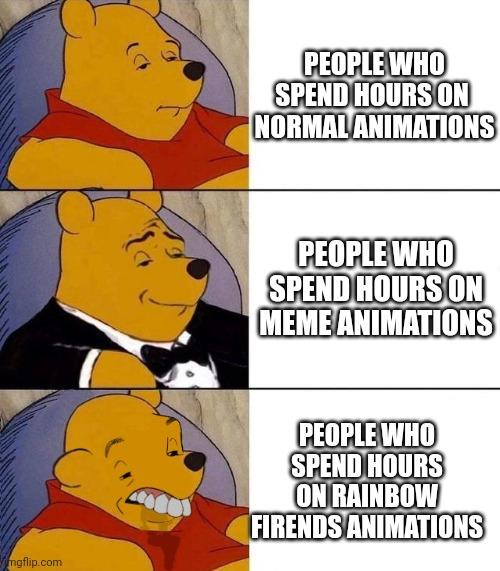 PEOPLE WHO
SPEND HOURS ON
NORMAL ANIMATIONS
PEOPLE WHO
SPEND HOURS ON
MEME ANIMATIONS
PEOPLE WHO
SPEND HOURS
ON RAINBOW
FIRENDS ANIMATIONS
imgflip.com